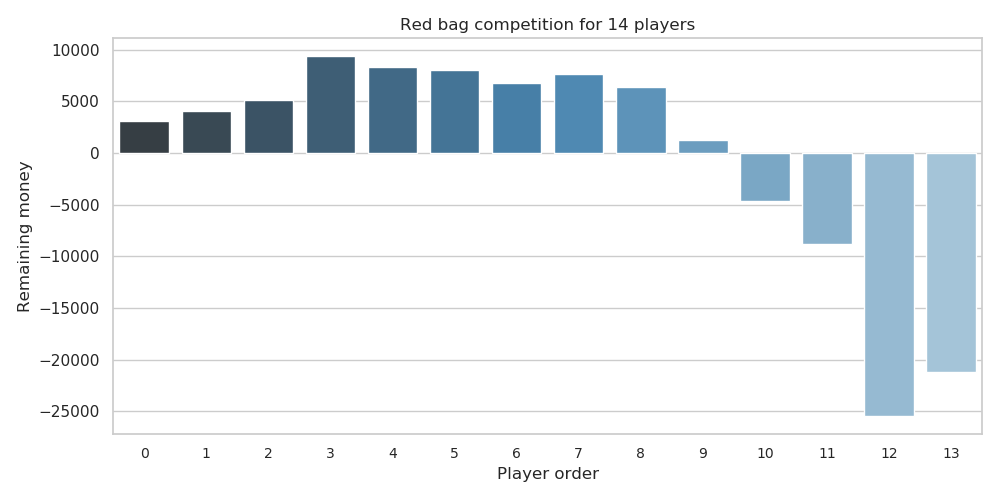 Red bag competition for 14 players
10000
5000
0
−5000
−10000
−15000
−20000
−25000
Remaining money
0 1 2 3 4 5 6 7 8 9 10 11 12 13
Player order